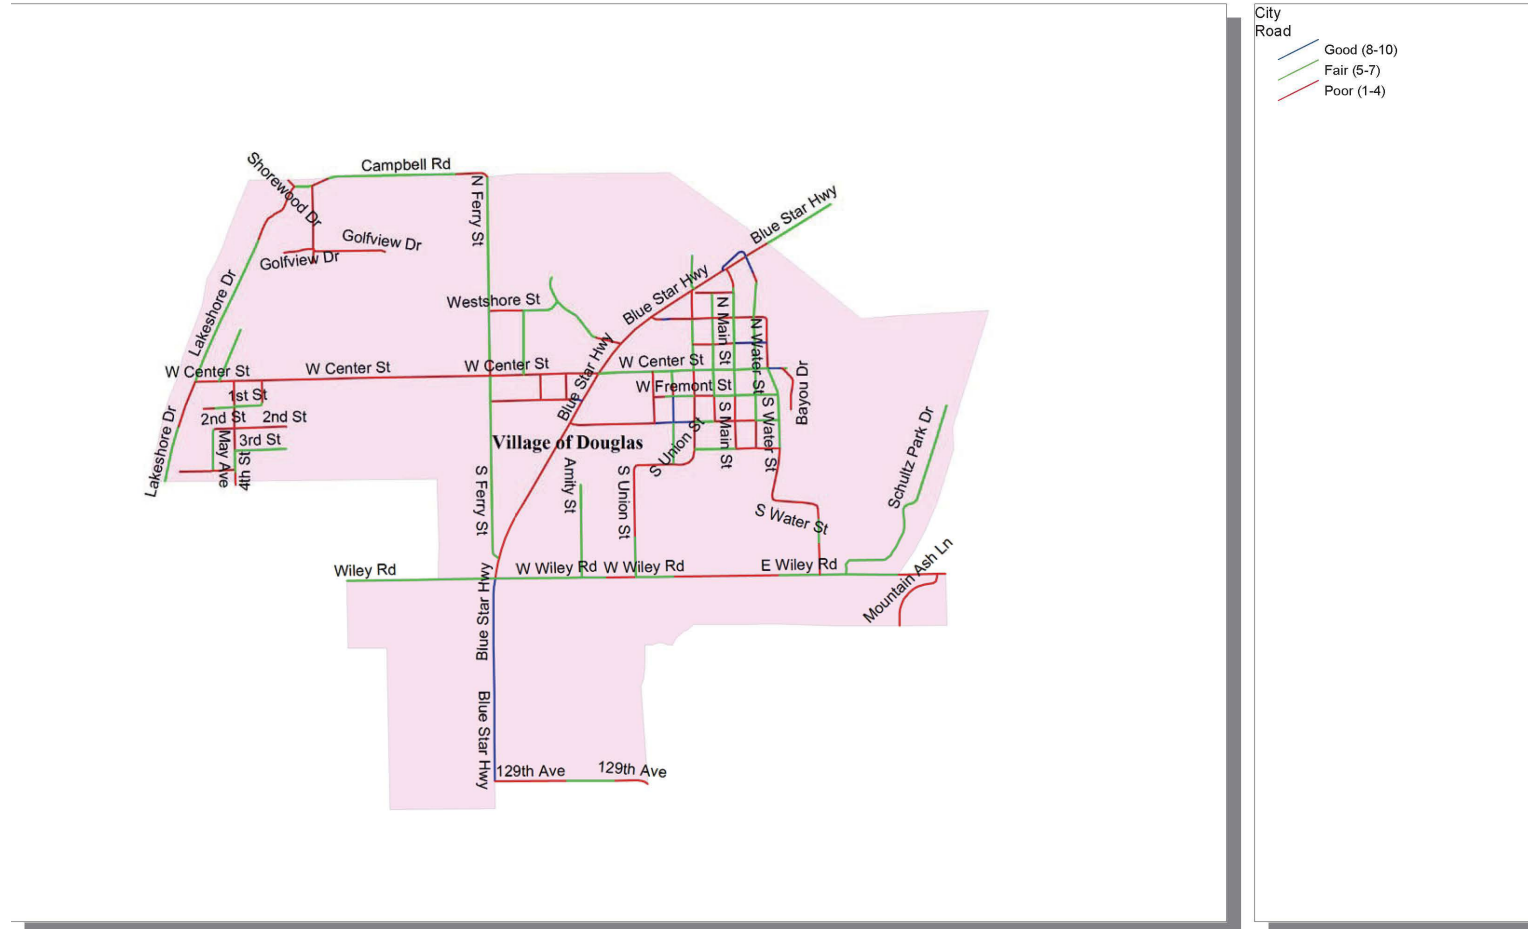 City
Road
Good (8-10)
Fair (5-7)
Poor (1-4)
Shorewood Dr
Campbell Rd
N Ferry St
Golfview Dr
Golfview Dr
Blue Star Hwy
Lakeshore Dr
Westshore St
Blue Star Hwy
N Main St
N Water St
Blue Star Hwy
W Center St
W Center St
W Center St
W Center St
Bayou Dr
1st St
W Fremont St
2nd St
2nd St
Lakeshore Dr
May Ave
3rd St
4th St
Village of Douglas
S Union St
S Main St
S Water St
Schultz Park Dr
S Ferry St
Amity St
S Union St
S Water St
Wiley Rd
W Wiley Rd
W Wiley Rd
E Wiley Rd
Mountain Ash Ln
Blue Star Hwy
Blue Star Hwy
129th Ave
129th Ave